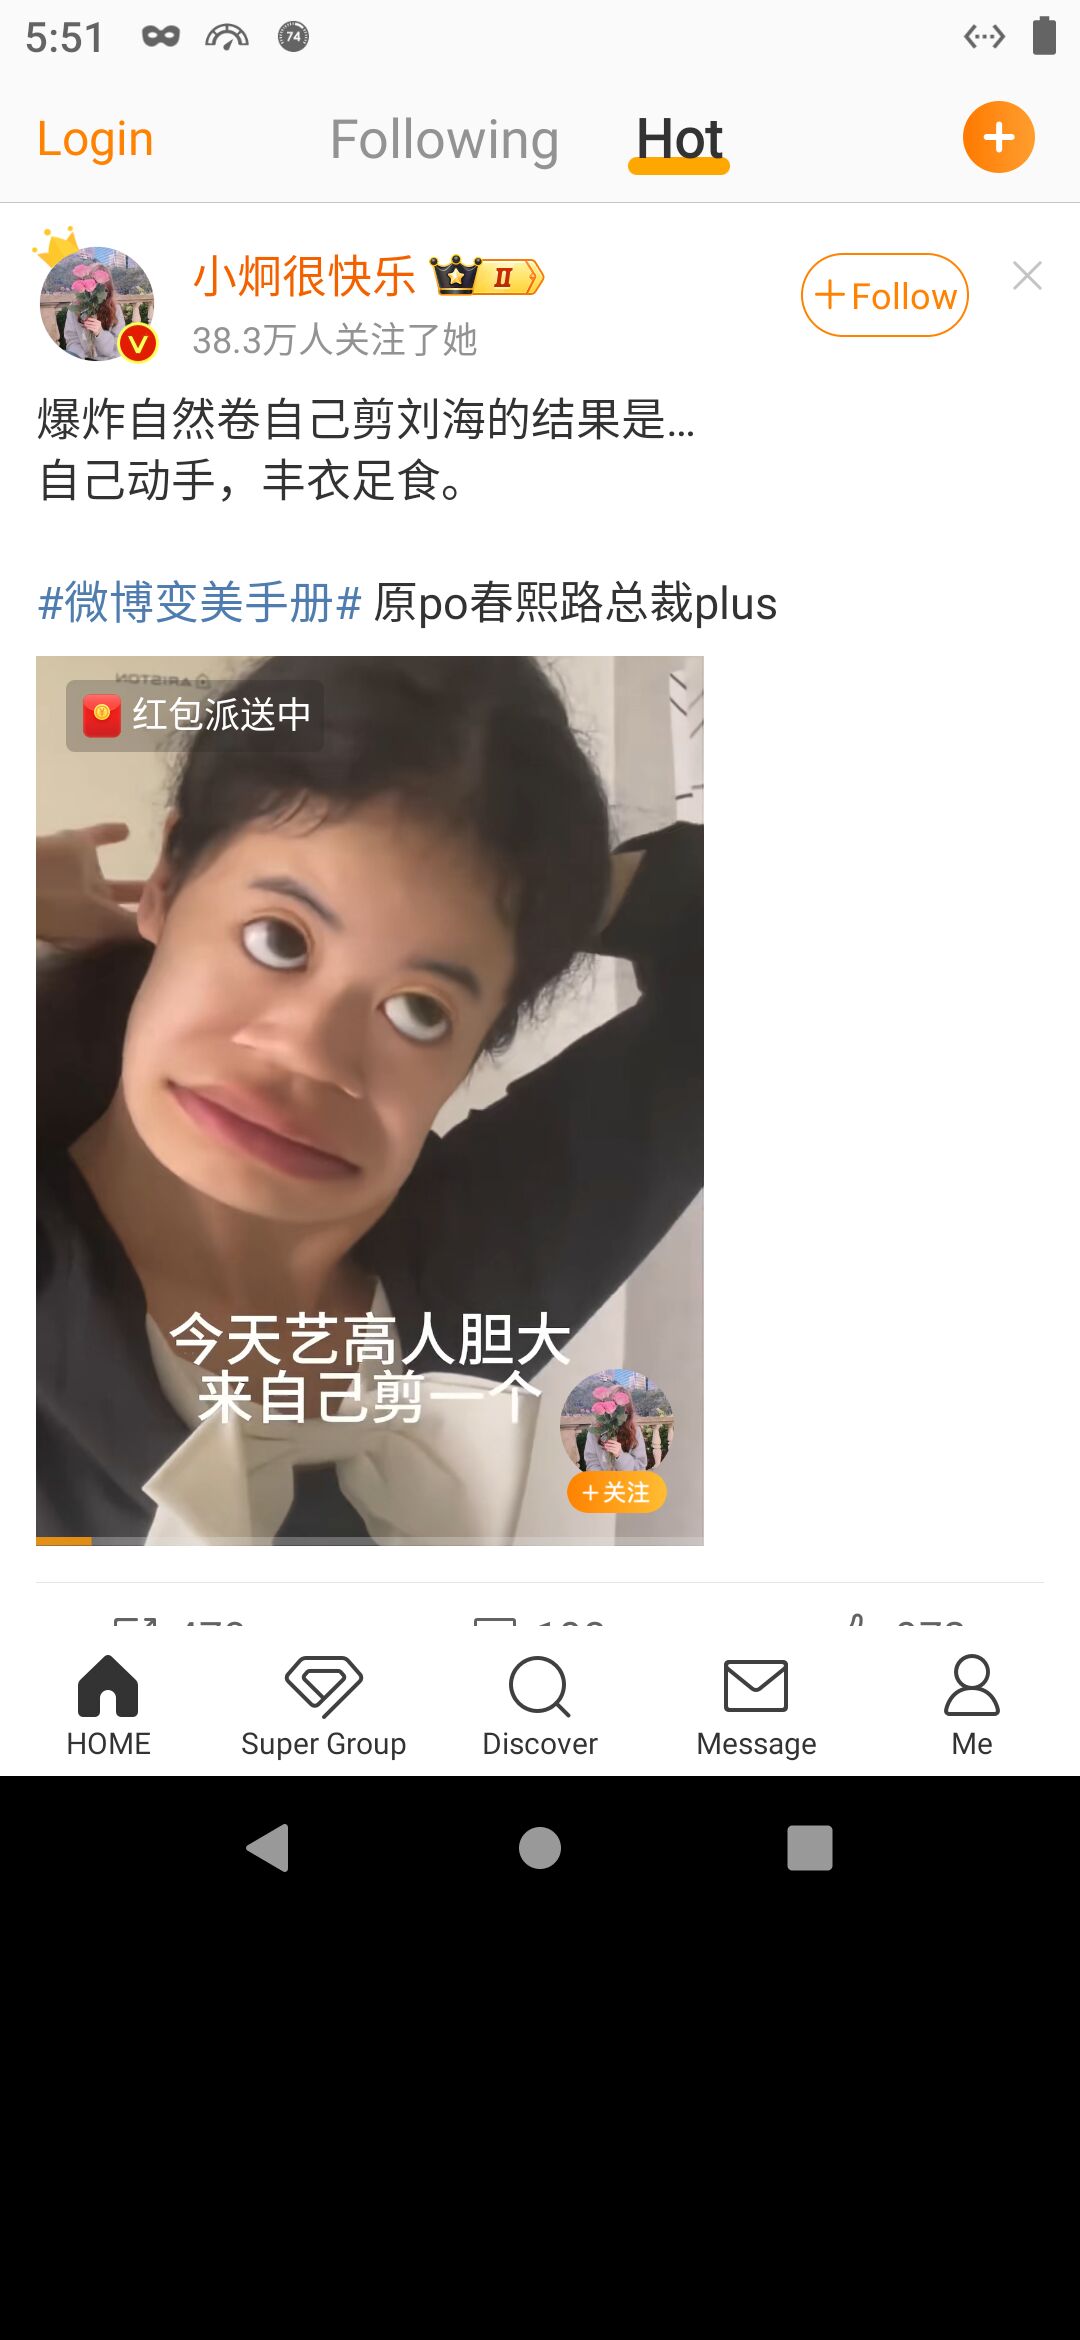 5:51
74
Login Following Hot
小炯很快乐 II
+Follow
38.3万人关注了她
爆炸自然卷自己剪刘海的结果是...
自己动手，丰衣足食。
#微博变美手册# 原po春熙路总裁plus
ARISTON
红包派送中
今天艺高人胆大
来自己剪一个
+关注
HOME Super Group Discover Message Me